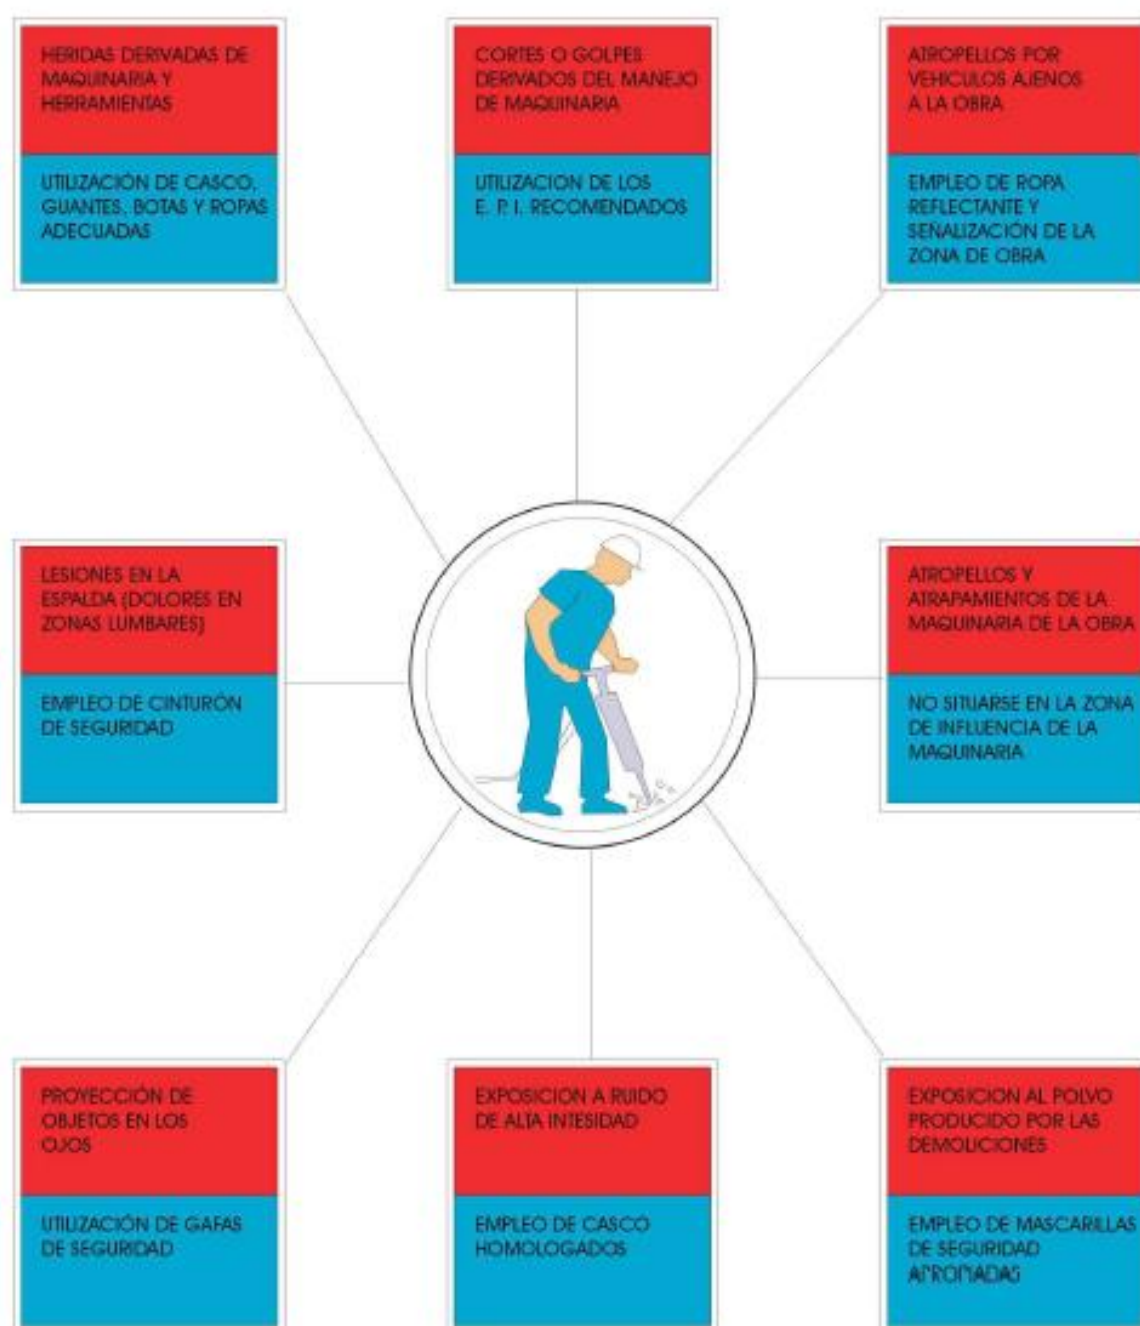 HERIDAS DERIVADAS DE
MAQUINARIA Y
HERRAMIENTAS
UTILIZACIÓN DE CASCO,
GUANTES, BOTAS Y ROPAS
ADECUADAS
CORTES O GOLPES
DERIVADOS DEL MANEJO
DE MAQUINARIA
UTILIZACION DE LOS
E. P. I. RECOMENDADOS
ATROPELLOS POR
VEHICULOS AJENOS
A LA OBRA
EMPLEO DE ROPA
REFLECTANTE Y
SEÑALIZACIÓN DE LA
ZONA DE OBRA
LESIONES EN LA
ESPALDA (DOLORES EN
ZONAS LUMBARES)
EMPLEO DE CINTURÓN
DE SEGURIDAD
ATROPELLOS Y
ATRAPAMIENTOS DE LA
MAQUINARIA DE LA OBRA
NO SITUARSE EN LA ZONA
DE INFLUENCIA DE LA
MAQUINARIA
PROYECCIÓN DE
OBJETOS EN LOS
OJOS
UTILIZACIÓN DE GAFAS
DE SEGURIDAD
EXPOSICION A RUIDO
DE ALTA INTESIDAD
EMPLEO DE CASCO
HOMOLOGADOS
EXPOSICION AL POLVO
PRODUCIDO POR LAS
DEMOLICIONES
EMPLEO DE MASCARILLAS
DE SEGURIDAD
APROPIADAS